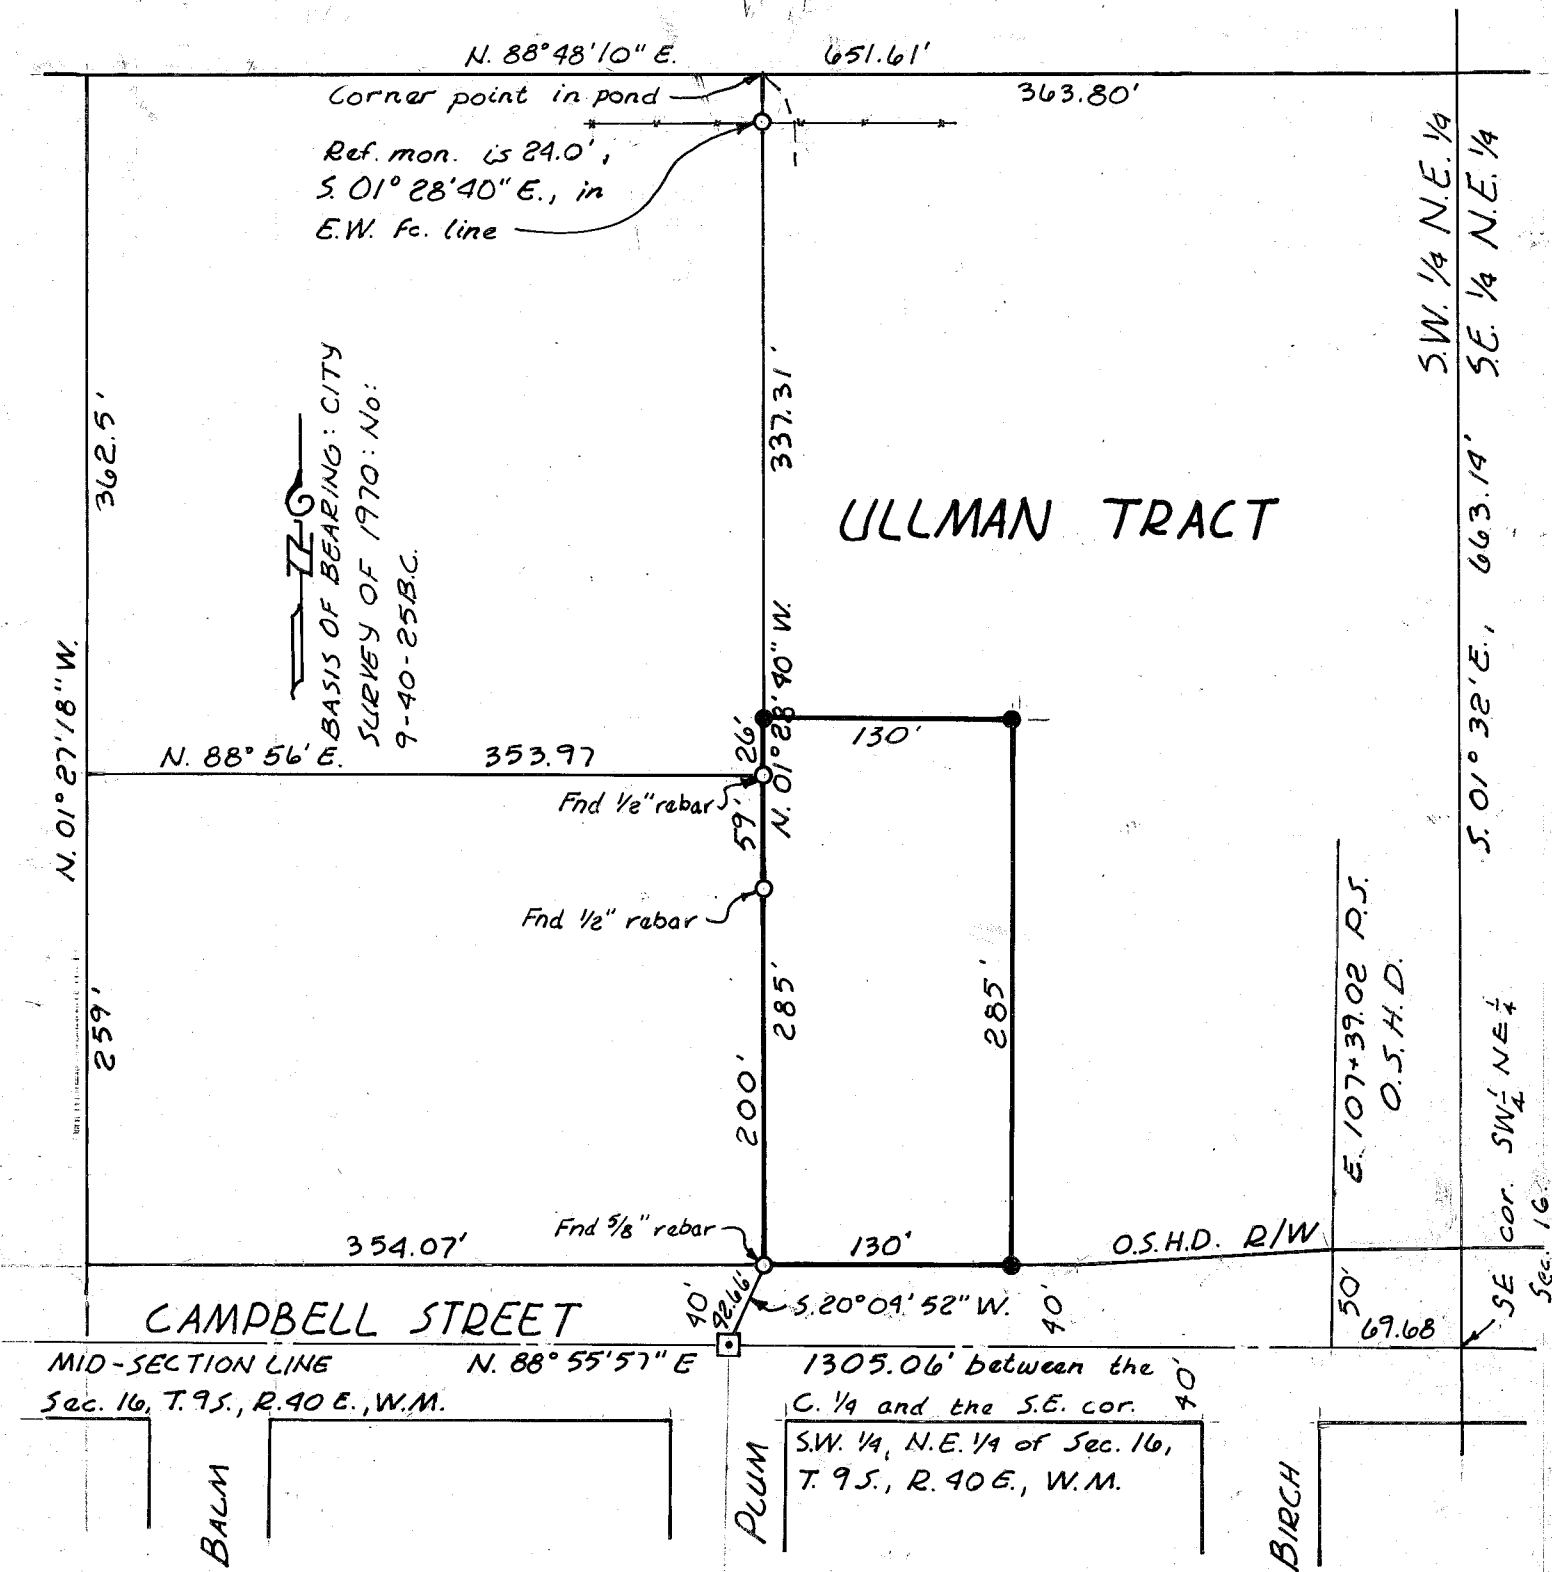 N. 88° 48' 10" E. 651.61'
Corner point in pond
363.80'
Ref. mon. is 24.0',
S. 01° 28' 40" E., in
E.W. fc. line
S.W. 1/4 N.E. 1/4
S.E. 1/4 N.E. 1/4
362.5'
BASIS OF BEARING: CITY
SURVEY OF 1970: No:
9-40-25B.C.
337.31'
ULLMAN TRACT
S. 01° 32' E., 663.14'
N. 01° 27' 18" W.
N. 01° 28' 40" W.
26'
130'
N. 88° 56' E. 353.97
Fnd 1/2" rebar
59'
Fnd 1/2" rebar
259'
285'
285'
200'
E. 107+39.02 P.S.
O.S.H.D.
SE cor. SW 1/4 NE 1/4
Sec. 16.
Fnd 5/8" rebar
354.07'
130'
O.S.H.D. R/W
CAMPBELL STREET
40'
S. 20° 04' 52" W.
40'
50'
69.68
MID-SECTION LINE
Sec. 16, T. 9 S., R. 40 E., W.M.
N. 88° 55' 57" E
1305.06' between the
C. 1/4 and the S.E. cor.
S.W. 1/4, N.E. 1/4 of Sec. 16,
T. 9 S., R. 40 E., W.M.
40'
BALM
PLUM
BIRCH